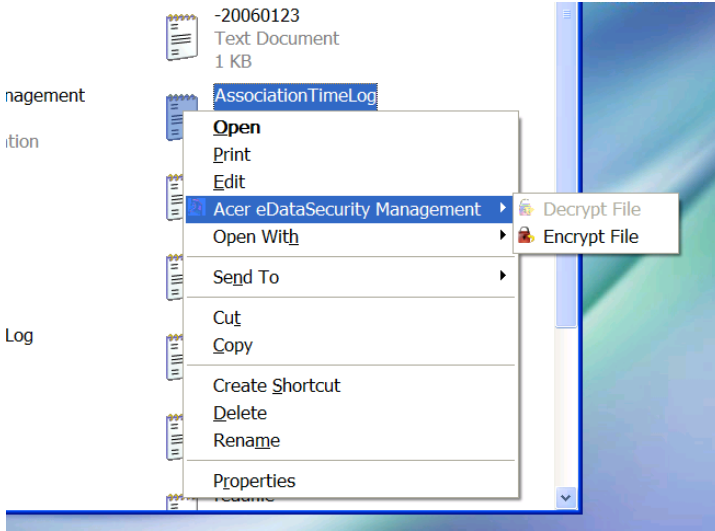 -20060123
Text Document
1 KB
nagement
AssociationTimeLog
Open
Print
ation
Edit
Acer eDataSecurity Management
Decrypt File
Open With
Encrypt File
Send To
Cut
Log
Copy
Create Shortcut
Delete
Rename
Properties